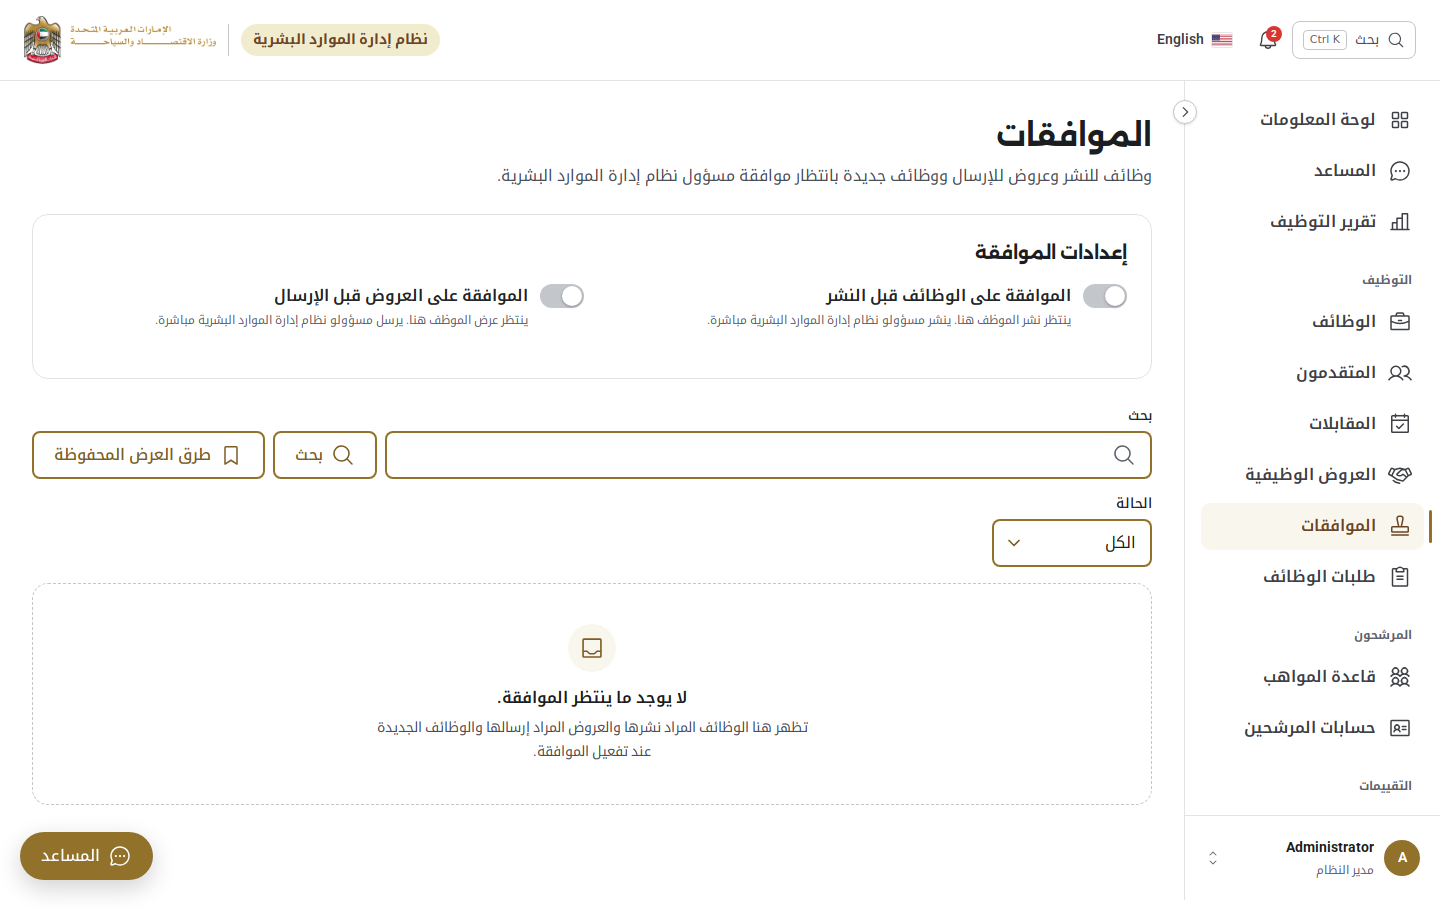 الإمارات العربية المتحدة
وزارة الاقتصاد والسياحة
نظام إدارة الموارد البشرية
English
2
بحث
Ctrl K
لوحة المعلومات
المساعد
تقرير التوظيف
التوظيف
الوظائف
المتقدمون
المقابلات
العروض الوظيفية
الموافقات
طلبات الوظائف
المرشحون
قاعدة المواهب
حسابات المرشحين
التقييمات
A
Administrator
مدير النظام
الموافقات
وظائف للنشر وعروض للإرسال ووظائف جديدة بانتظار موافقة مسؤول نظام إدارة الموارد البشرية.
إعدادات الموافقة
الموافقة على الوظائف قبل النشر
ينتظر نشر الموظف هنا. ينشر مسؤولو نظام إدارة الموارد البشرية مباشرة.
الموافقة على العروض قبل الإرسال
ينتظر عرض الموظف هنا. يرسل مسؤولو نظام إدارة الموارد البشرية مباشرة.
بحث
بحث
طرق العرض المحفوظة
الحالة
الكل
لا يوجد ما ينتظر الموافقة.
تظهر هنا الوظائف المراد نشرها والعروض المراد إرسالها والوظائف الجديدة
عند تفعيل الموافقة.
المساعد